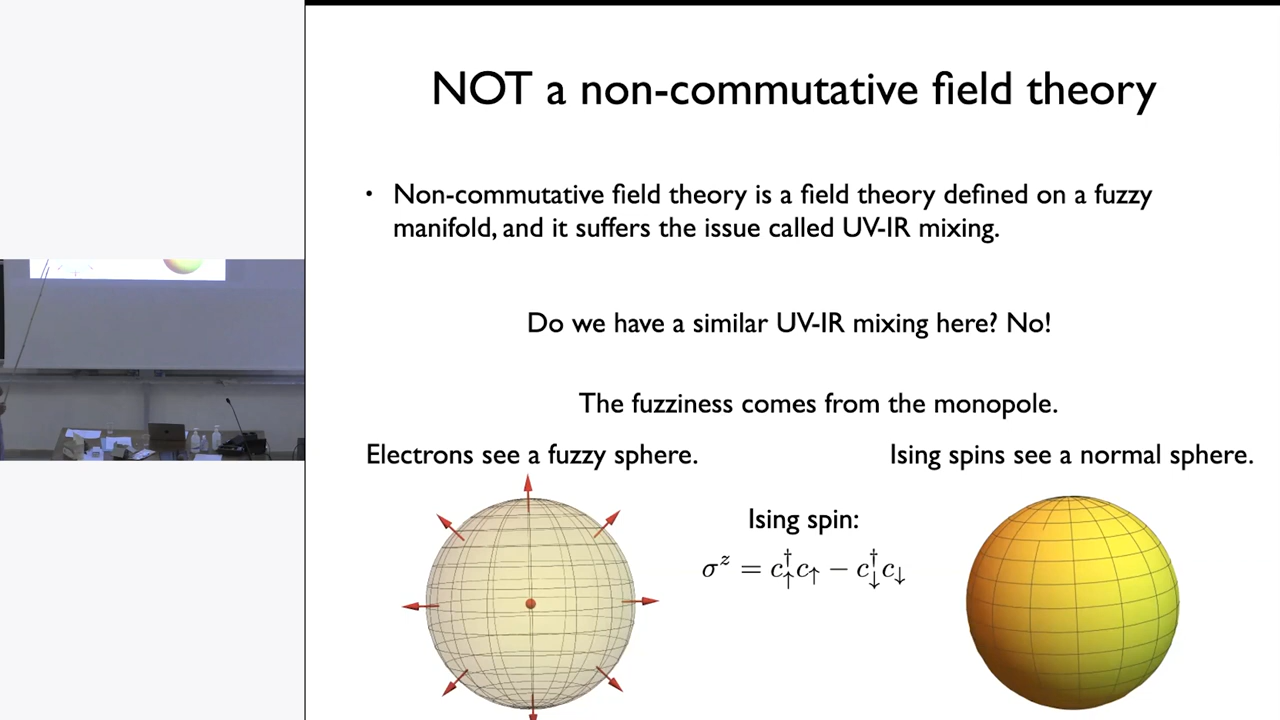 NOT a non-commutative field theory
• Non-commutative field theory is a field theory defined on a fuzzy
manifold, and it suffers the issue called UV-IR mixing.
Do we have a similar UV-IR mixing here? No!
The fuzziness comes from the monopole.
Electrons see a fuzzy sphere.
Ising spins see a normal sphere.
Ising spin:
σᶻ = c†↑c↑ − c†↓c↓